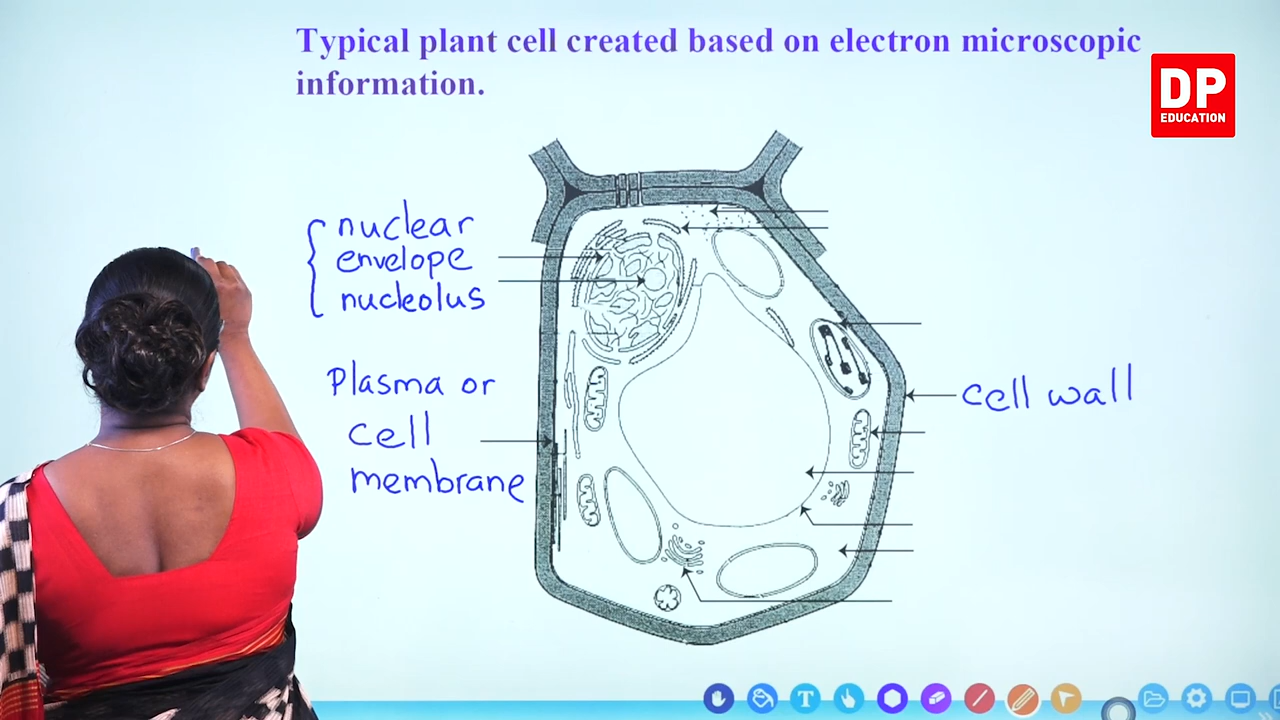 Typical plant cell created based on electron microscopic
information.
DP
EDUCATION
nuclear
envelope
nucleolus
Plasma or
cell
membrane
cell wall
T